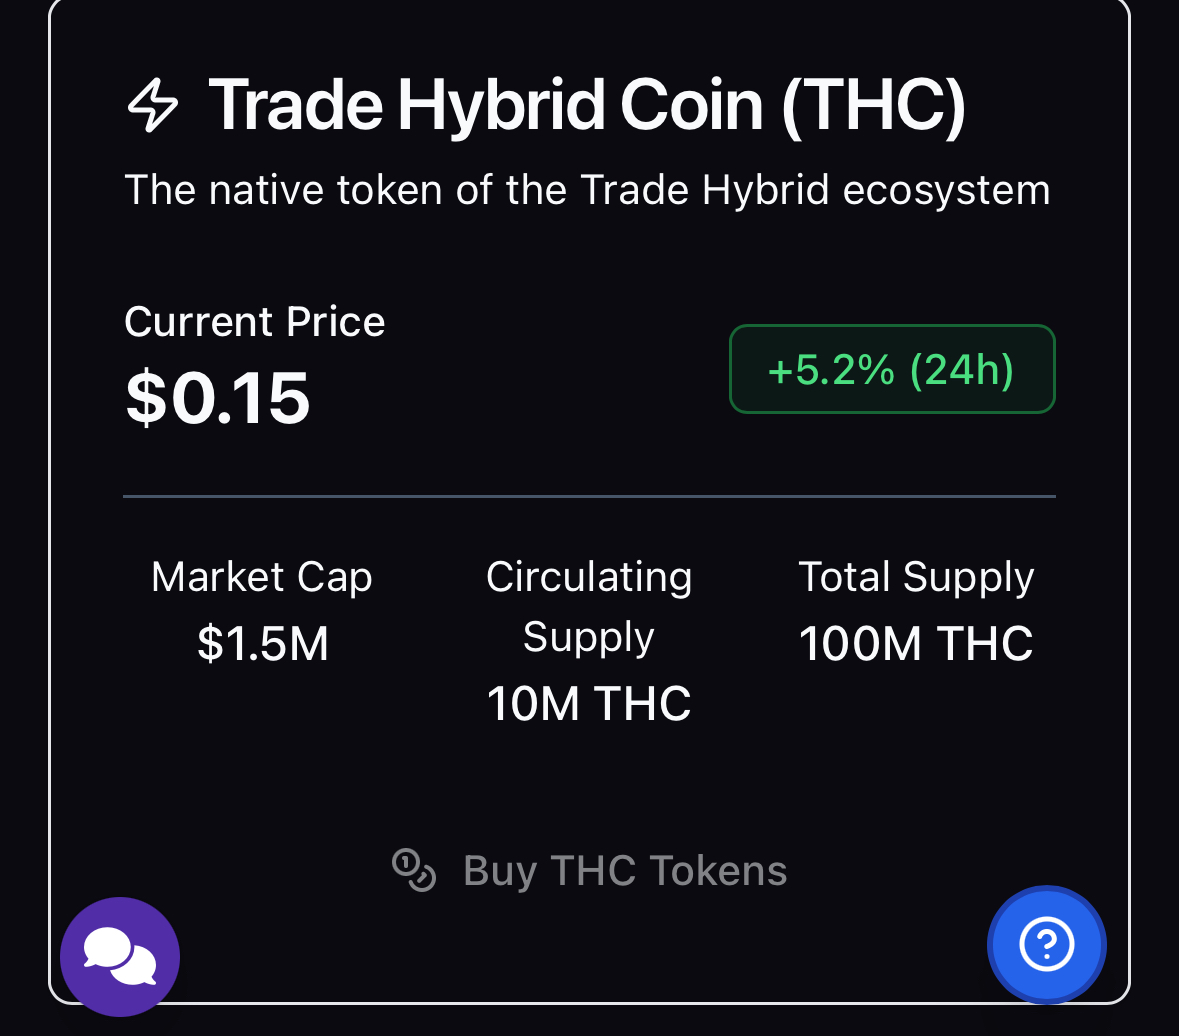 Trade Hybrid Coin (THC)
The native token of the Trade Hybrid ecosystem
Current Price
$0.15
+5.2% (24h)
Market Cap
$1.5M
Circulating
Supply
10M THC
Total Supply
100M THC
Buy THC Tokens